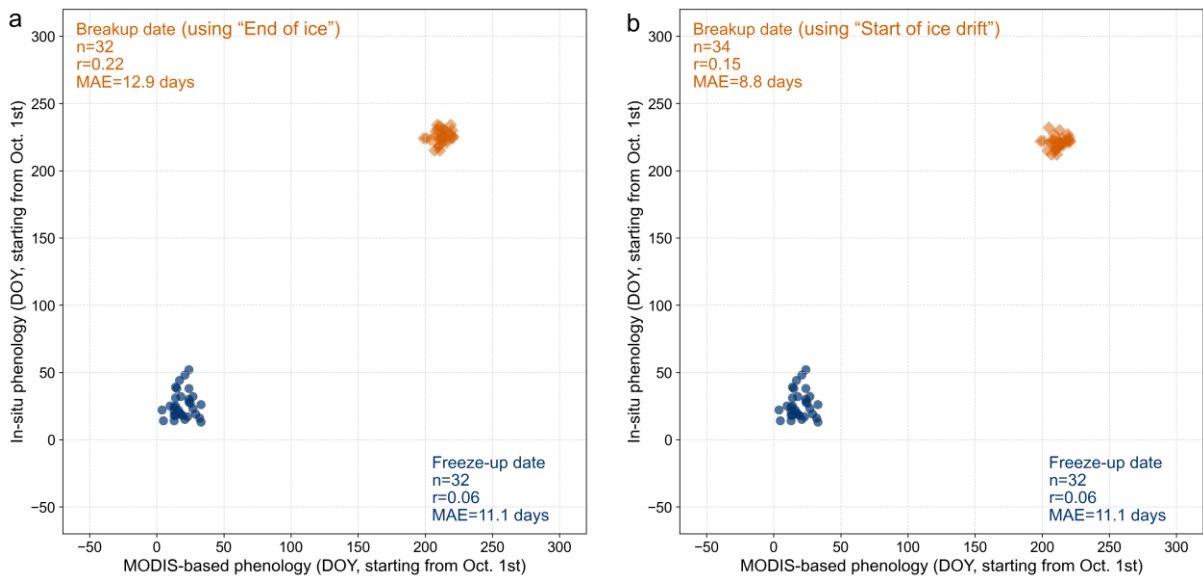 a
Breakup date (using “End of ice”)
n=32
r=0.22
MAE=12.9 days
300
250
200
150
100
50
0
−50
In-situ phenology (DOY, starting from Oct. 1st)
Freeze-up date
n=32
r=0.06
MAE=11.1 days
−50 0 50 100 150 200 250 300
MODIS-based phenology (DOY, starting from Oct. 1st)
b
Breakup date (using “Start of ice drift”)
n=34
r=0.15
MAE=8.8 days
300
250
200
150
100
50
0
−50
In-situ phenology (DOY, starting from Oct. 1st)
Freeze-up date
n=32
r=0.06
MAE=11.1 days
−50 0 50 100 150 200 250 300
MODIS-based phenology (DOY, starting from Oct. 1st)